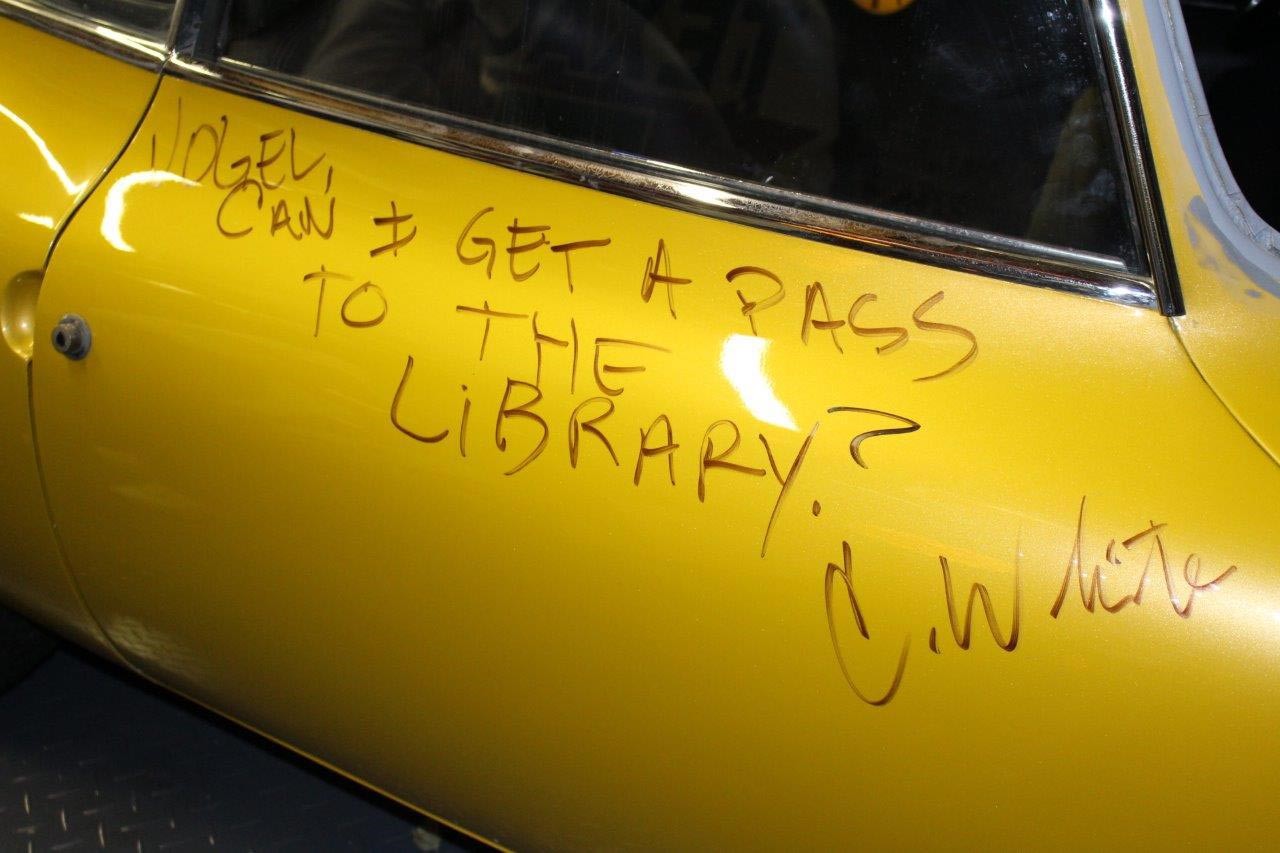 VOGEL,
CAN I GET A PASS
TO THE
LiBRARY?
C. White